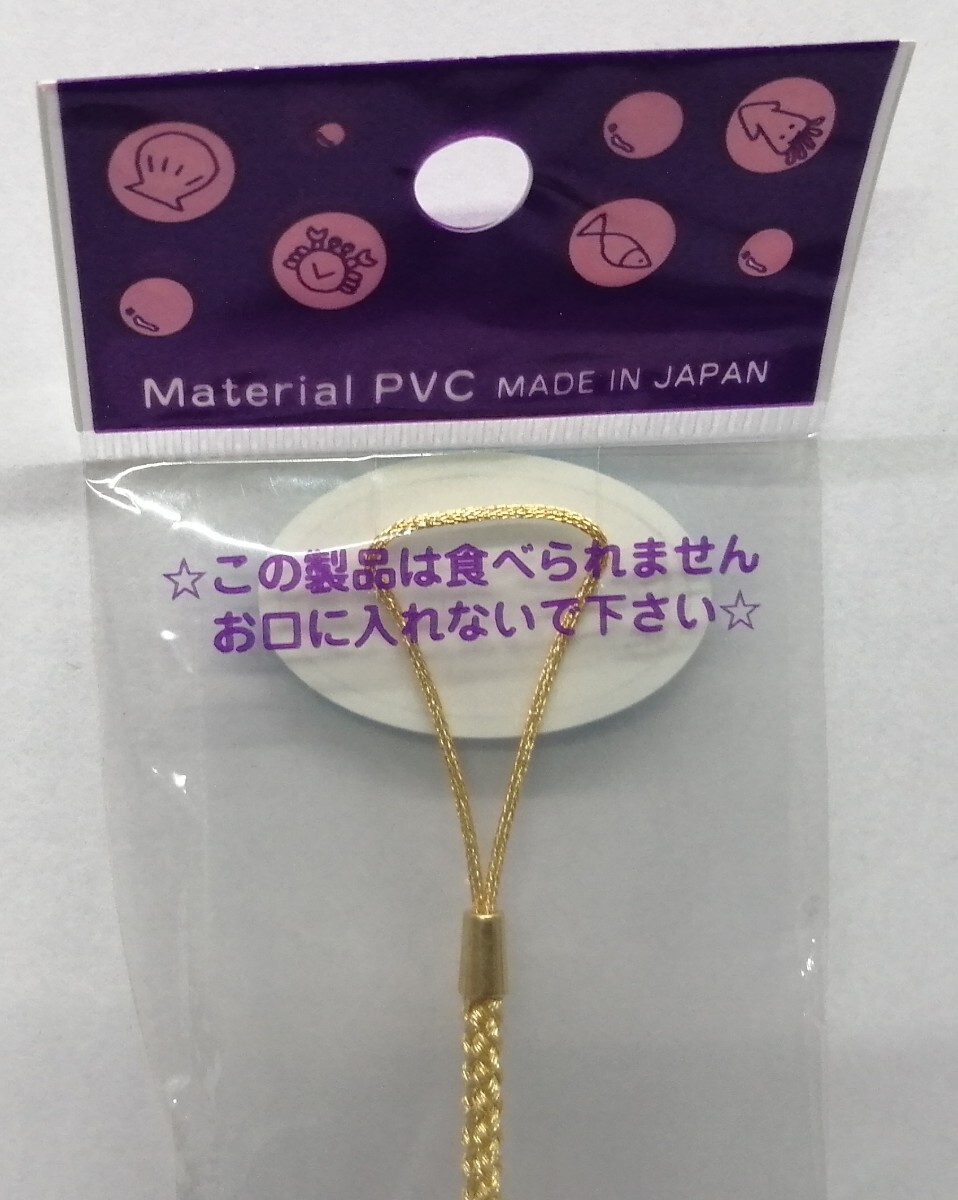 Material PVC MADE IN JAPAN
☆この製品は食べられません
お口に入れないで下さい☆